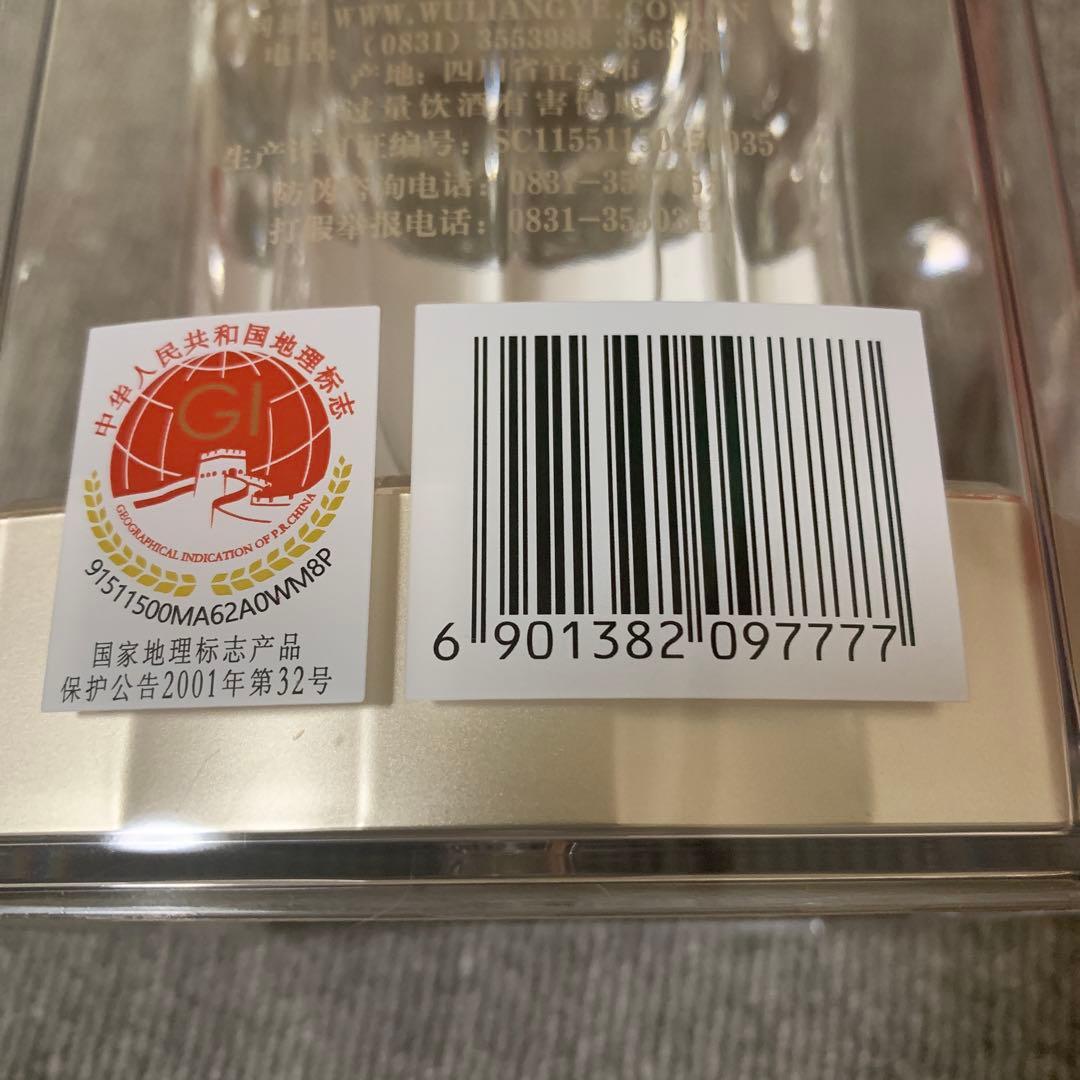 WWW.WULIANGYE.COM.CN
电话：（0831）3553988
产地：四川省宜宾市
过量饮酒有害健康
生产许可证编号：
防伪咨询电话：
打假举报电话：
中华人民共和国地理标志
GI
GEOGRAPHICAL INDICATION OF P.R.CHINA
91511500MA62A0WM8P
国家地理标志产品
保护公告2001年第32号
6 901382 097777